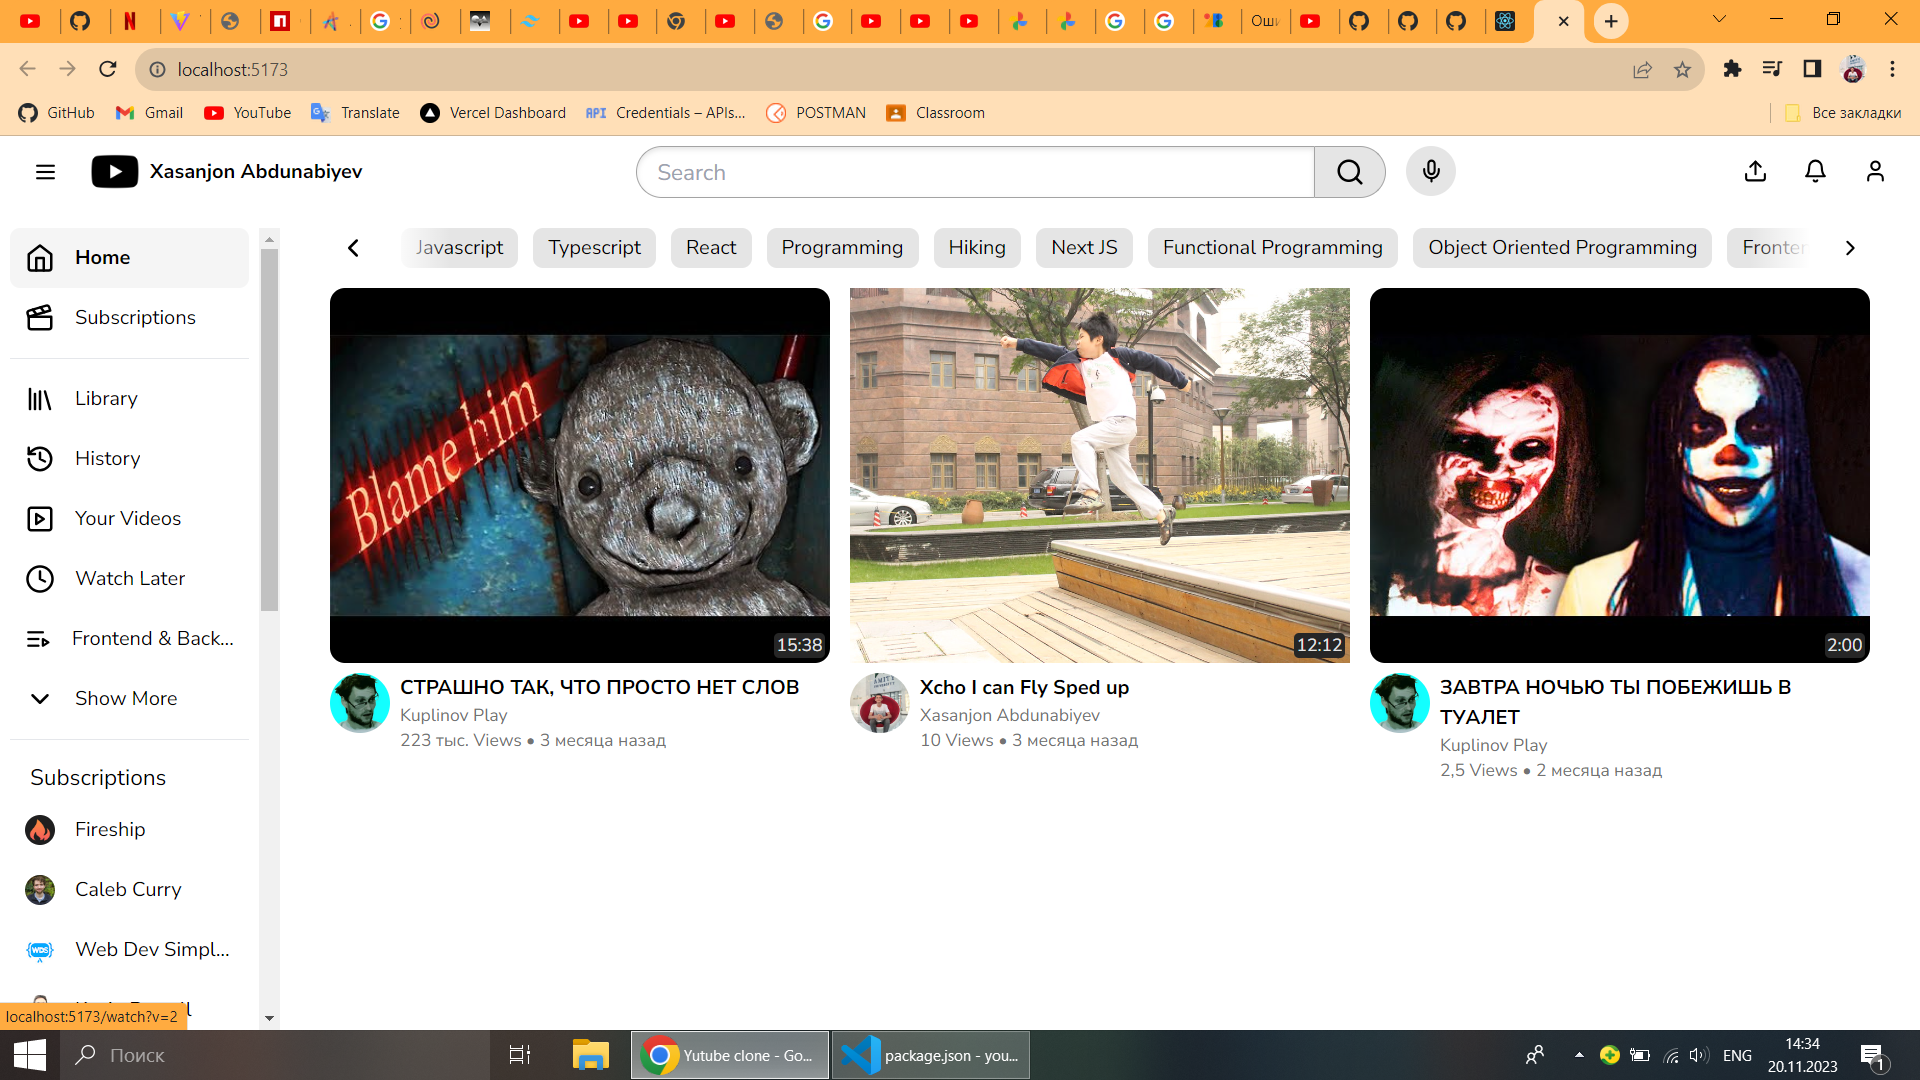 Оши
localhost:5173
GitHub
Gmail
YouTube
Translate
Vercel Dashboard
API
Credentials – APIs...
POSTMAN
Classroom
Все закладки
Xasanjon Abdunabiyev
Search
Home
Subscriptions
Library
History
Your Videos
Watch Later
Frontend & Back...
Show More
Subscriptions
Fireship
Caleb Curry
Web Dev Simpl...
Javascript
Typescript
React
Programming
Hiking
Next JS
Functional Programming
Object Oriented Programming
Fronter
Blame him
15:38
СТРАШНО ТАК, ЧТО ПРОСТО НЕТ СЛОВ
Kuplinov Play
223 тыс. Views • 3 месяца назад
12:12
Xcho I can Fly Sped up
Xasanjon Abdunabiyev
10 Views • 3 месяца назад
2:00
ЗАВТРА НОЧЬЮ ТЫ ПОБЕЖИШЬ В
ТУАЛЕТ
Kuplinov Play
2,5 Views • 2 месяца назад
localhost:5173/watch?v=2
Поиск
Yutube clone - Go...
package.json - you...
ENG
14:34
20.11.2023
1